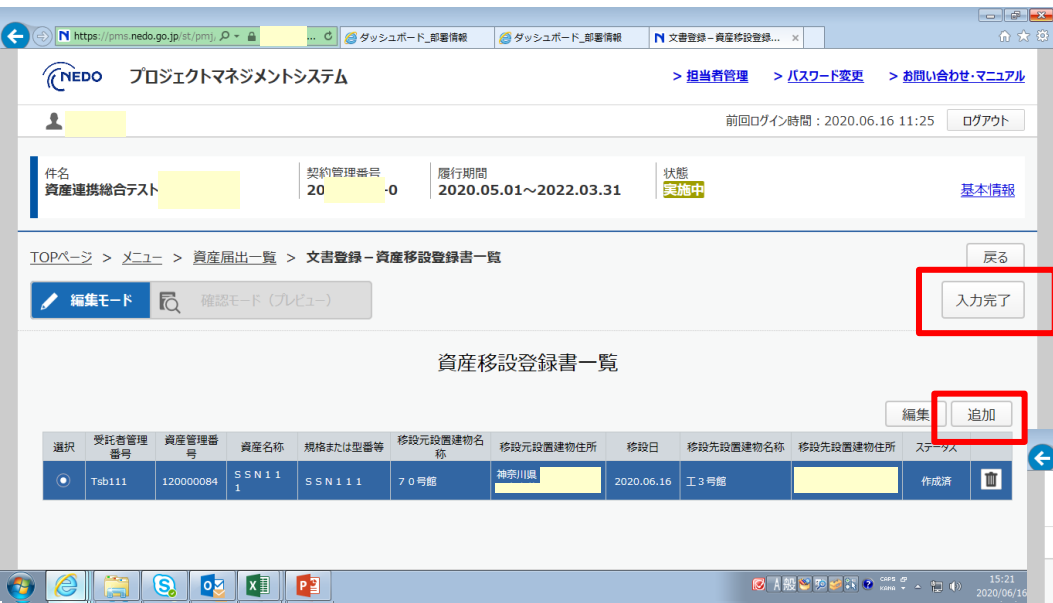 https://pms.nedo.go.jp/st/pmj,
... ダッシュボード_部署情報 ダッシュボード_部署情報 文書登録－資産移設登録... ×
NEDO プロジェクトマネジメントシステム > 担当者管理 > パスワード変更 > お問い合わせ・マニュアル
前回ログイン時間：2020.06.16 11:25 ログアウト
件名 契約管理番号 履行期間 状態
資産連携総合テスト 20 -0 2020.05.01～2022.03.31 実施中 基本情報
TOPページ > メニュー > 資産届出一覧 > 文書登録－資産移設登録書一覧 戻る
編集モード 確認モード（プレビュー） 入力完了
資産移設登録書一覧
編集 追加
選択 受託者管理番号 資産管理番号 資産名称 規格または型番等 移設元設置建物名称 移設元設置建物住所 移設日 移設先設置建物名称 移設先設置建物住所 ステータス
Tsb111 120000084 ＳＳＮ１１１ ＳＳＮ１１１ ７０号館 神奈川県 2020.06.16 工３号館 作成済
A 般 CAPS KANA 15:21
2020/06/16